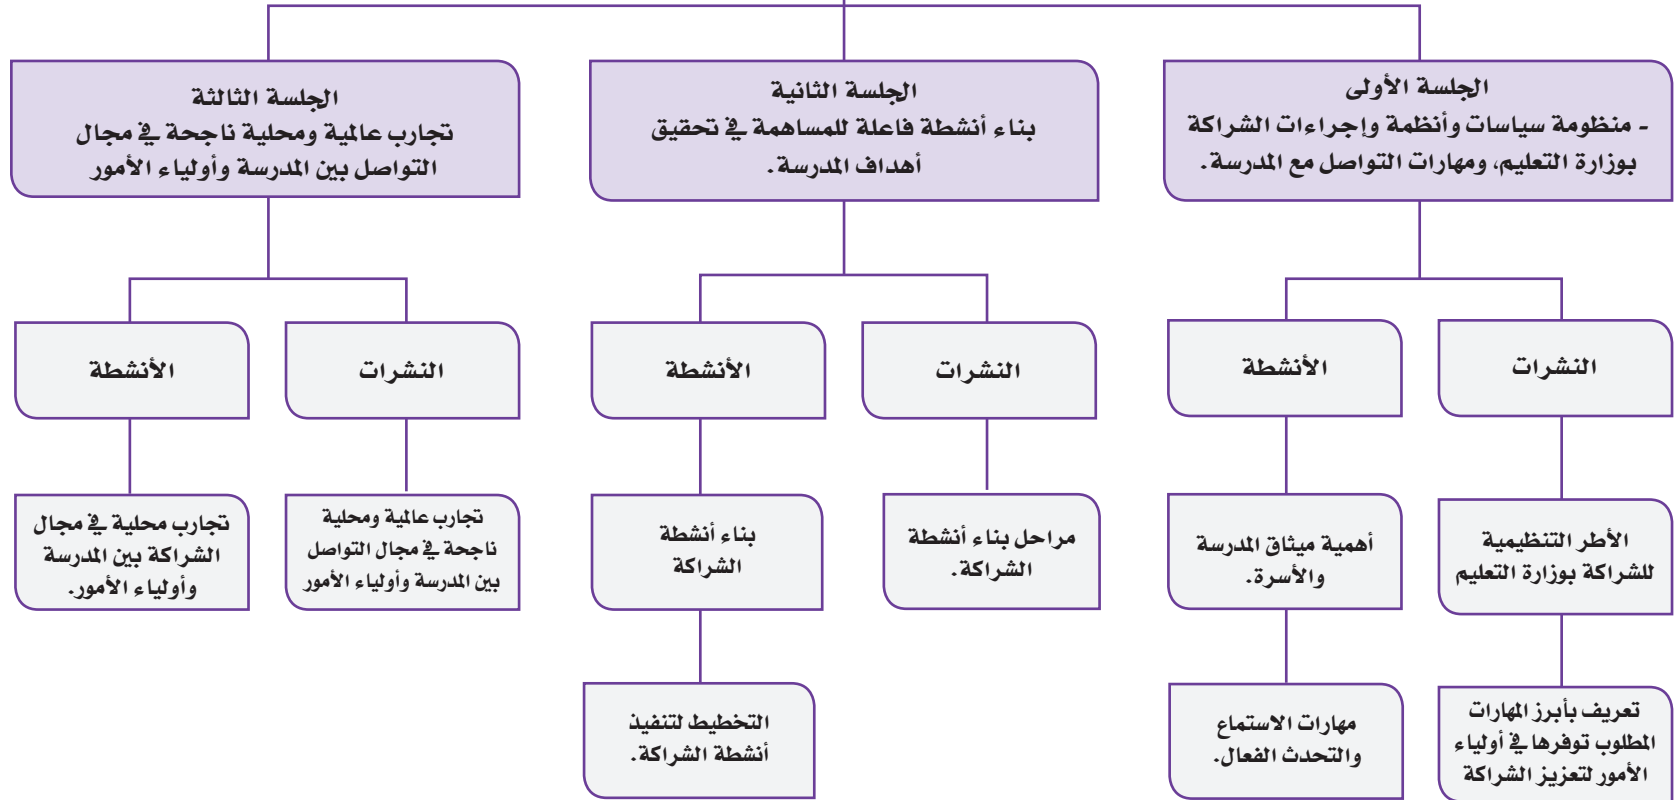 الجلسة الأولى
- منظومة سياسات وأنظمة وإجراءات الشراكة
بوزارة التعليم، ومهارات التواصل مع المدرسة.
الجلسة الثانية
بناء أنشطة فاعلة للمساهمة في تحقيق
أهداف المدرسة.
الجلسة الثالثة
تجارب عالمية ومحلية ناجحة في مجال
التواصل بين المدرسة وأولياء الأمور
النشرات
الأنشطة
النشرات
الأنشطة
النشرات
الأنشطة
الأطر التنظيمية
للشراكة بوزارة التعليم
أهمية ميثاق المدرسة
والأسرة.
مراحل بناء أنشطة
الشراكة.
بناء أنشطة
الشراكة
تجارب عالمية ومحلية
ناجحة في مجال التواصل
بين المدرسة وأولياء الأمور
تجارب محلية في مجال
الشراكة بين المدرسة
وأولياء الأمور.
تعريف بأبرز المهارات
المطلوب توفرها في أولياء
الأمور لتعزيز الشراكة
مهارات الاستماع
والتحدث الفعال.
التخطيط لتنفيذ
أنشطة الشراكة.